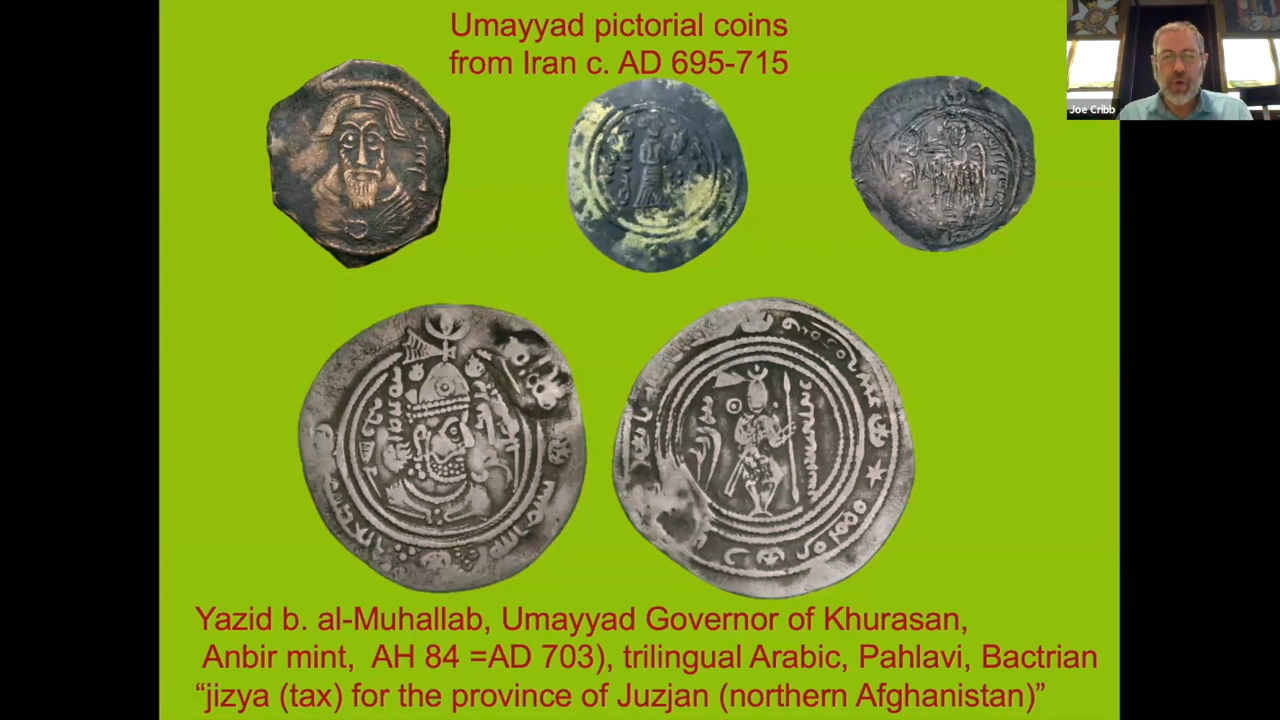 Umayyad pictorial coins
from Iran c. AD 695-715
Joe Cribb
Yazid b. al-Muhallab, Umayyad Governor of Khurasan,
Anbir mint, AH 84 =AD 703), trilingual Arabic, Pahlavi, Bactrian
“jizya (tax) for the province of Juzjan (northern Afghanistan)”